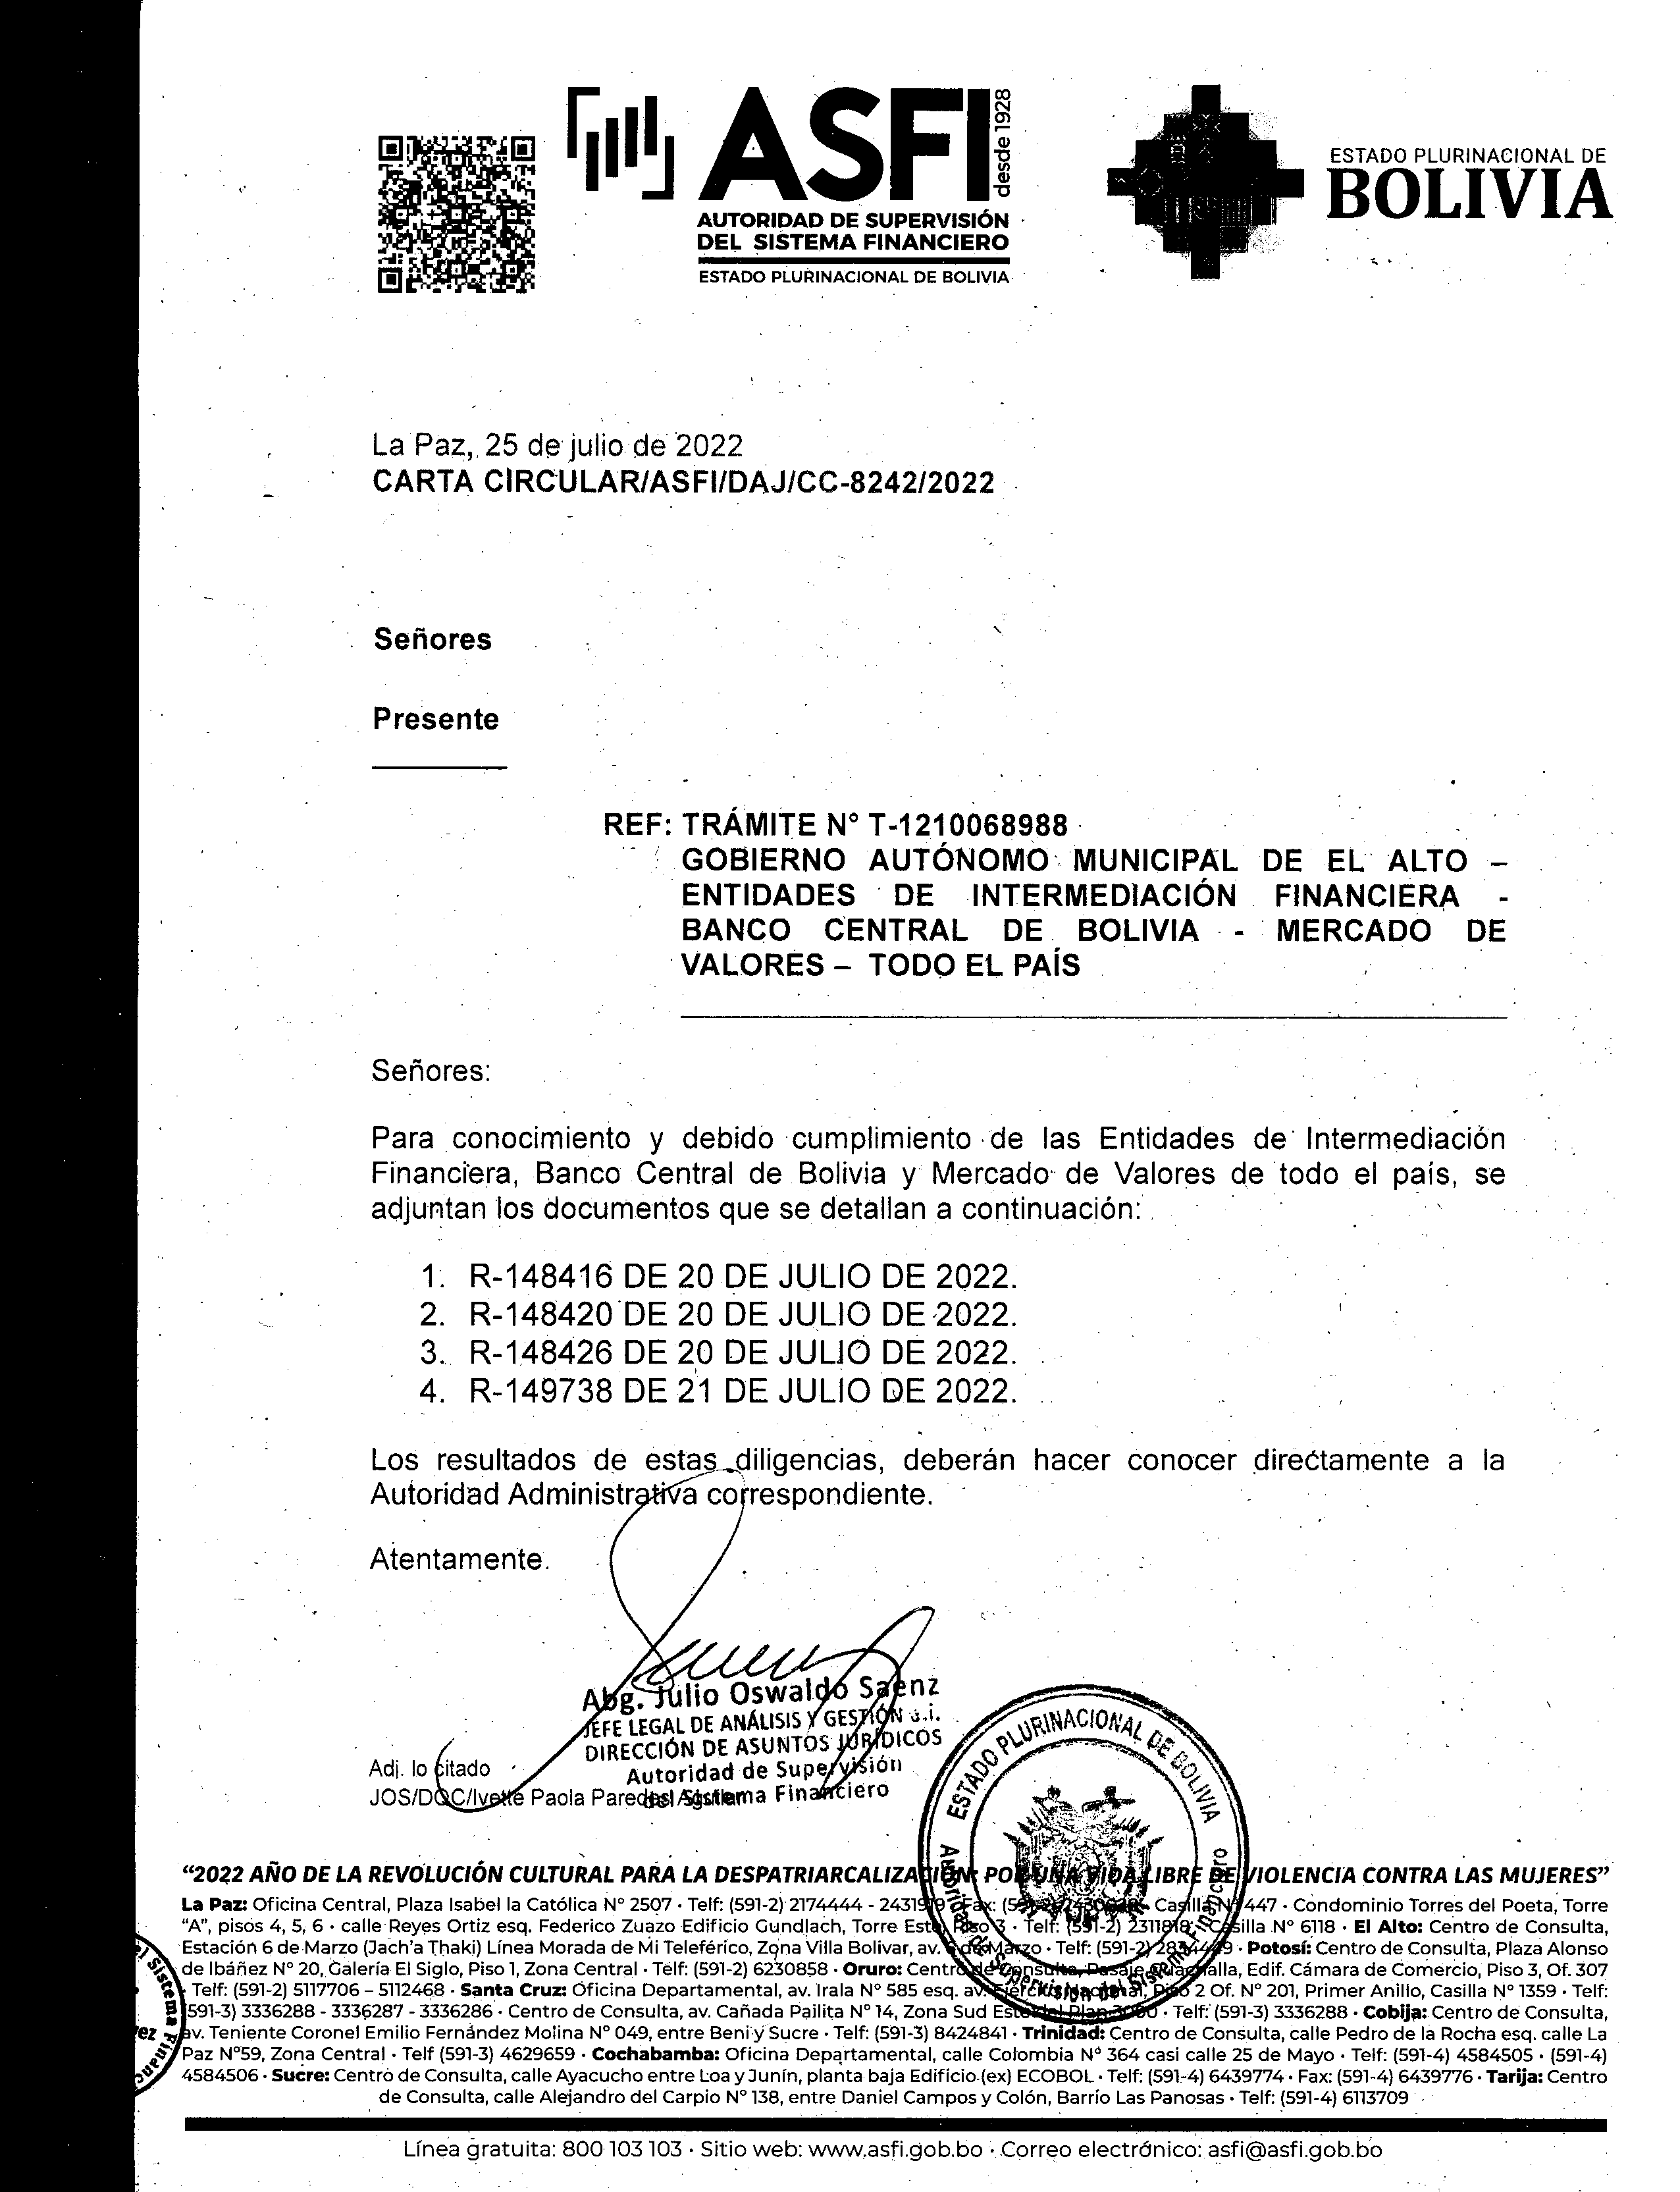 ASFI
desde 1928
AUTORIDAD DE SUPERVISIÓN
DEL SISTEMA FINANCIERO
ESTADO PLURINACIONAL DE BOLIVIA
ESTADO PLURINACIONAL DE
BOLIVIA
La Paz, 25 de julio de 2022
CARTA CIRCULAR/ASFI/DAJ/CC-8242/2022
Señores
Presente
REF: TRÁMITE N° T-1210068988
GOBIERNO AUTÓNOMO MUNICIPAL DE EL ALTO –
ENTIDADES DE INTERMEDIACIÓN FINANCIERA -
BANCO CENTRAL DE BOLIVIA - MERCADO DE
VALORES – TODO EL PAÍS
Señores:
Para conocimiento y debido cumplimiento de las Entidades de Intermediación
Financiera, Banco Central de Bolivia y Mercado de Valores de todo el país, se
adjuntan los documentos que se detallan a continuación:
1. R-148416 DE 20 DE JULIO DE 2022.
2. R-148420 DE 20 DE JULIO DE 2022.
3. R-148426 DE 20 DE JULIO DE 2022.
4. R-149738 DE 21 DE JULIO DE 2022.
Los resultados de estas diligencias, deberán hacer conocer directamente a la
Autoridad Administrativa correspondiente.
Atentamente.
Abg. Julio Oswaldo Saenz
JEFE LEGAL DE ANÁLISIS Y GESTIÓN a.i.
DIRECCIÓN DE ASUNTOS JURÍDICOS
Autoridad de Supervisión
del Sistema Financiero
Adj. lo citado
JOS/DQC/Ivette Paola Paredes
ESTADO PLURINACIONAL DE BOLIVIA
Autoridad de Supervisión del Sistema Financiero
“2022 AÑO DE LA REVOLUCIÓN CULTURAL PARA LA DESPATRIARCALIZACIÓN: POR UNA VIDA LIBRE DE VIOLENCIA CONTRA LAS MUJERES”
La Paz: Oficina Central, Plaza Isabel la Católica N° 2507 · Telf: (591-2) 2174444 - Fax: Casilla N° 447 · Condominio Torres del Poeta, Torre
“A”, pisos 4, 5, 6 · calle Reyes Ortiz esq. Federico Zuazo Edificio Gundlach, Torre Este, Piso 3 · Telf: (591-2) 2311818 · Casilla N° 6118 · El Alto: Centro de Consulta,
Estación 6 de Marzo (Jach’a Thaki) Línea Morada de Mi Teleférico, Zona Villa Bolivar, av. 6 de Marzo · Telf: (591-2) · Potosí: Centro de Consulta, Plaza Alonso
de Ibáñez N° 20, Galería El Siglo, Piso 1, Zona Central · Telf: (591-2) 6230858 · Oruro: Centro de Consulta, Pasaje Guachalla, Edif. Cámara de Comercio, Piso 3, Of. 307
· Telf: (591-2) 5117706 – 5112468 · Santa Cruz: Oficina Departamental, av. Irala N° 585 esq. av. Piso 2 Of. N° 201, Primer Anillo, Casilla N° 1359 · Telf:
(591-3) 3336288 - 3336287 - 3336286 · Centro de Consulta, av. Cañada Pailita N° 14, Zona Sud Este del Plan 3000 · Telf: (591-3) 3336288 · Cobija: Centro de Consulta,
av. Teniente Coronel Emilio Fernández Molina N° 049, entre Beni y Sucre · Telf: (591-3) 8424841 · Trinidad: Centro de Consulta, calle Pedro de la Rocha esq. calle La
Paz N°59, Zona Central · Telf (591-3) 4629659 · Cochabamba: Oficina Departamental, calle Colombia N° 364 casi calle 25 de Mayo · Telf: (591-4) 4584505 · (591-4)
4584506 · Sucre: Centro de Consulta, calle Ayacucho entre Loa y Junín, planta baja Edificio (ex) ECOBOL · Telf: (591-4) 6439774 · Fax: (591-4) 6439776 · Tarija: Centro
de Consulta, calle Alejandro del Carpio N° 138, entre Daniel Campos y Colón, Barrio Las Panosas · Telf: (591-4) 6113709
Línea gratuita: 800 103 103 · Sitio web: www.asfi.gob.bo · Correo electrónico: asfi@asfi.gob.bo